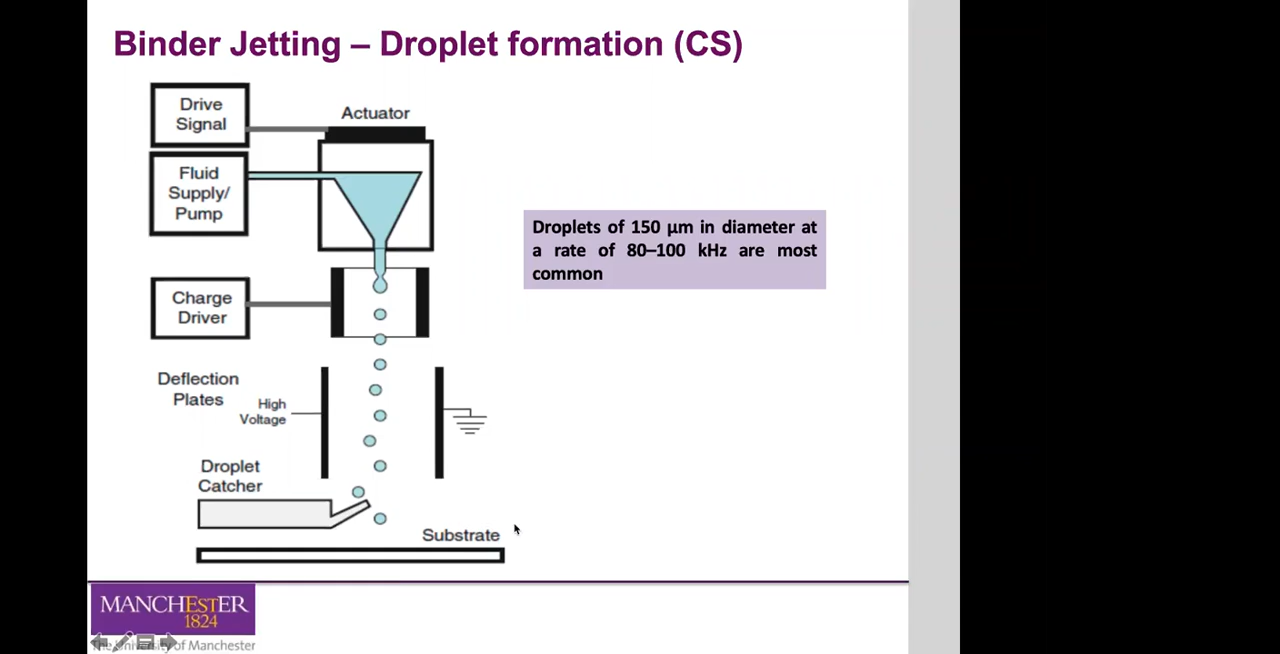 Binder Jetting – Droplet formation (CS)
Drive
Signal
Actuator
Fluid
Supply/
Pump
Droplets of 150 µm in diameter at
a rate of 80–100 kHz are most
common
Charge
Driver
Deflection
Plates
High
Voltage
Droplet
Catcher
Substrate
MANCHESTER
1824
The University of Manchester